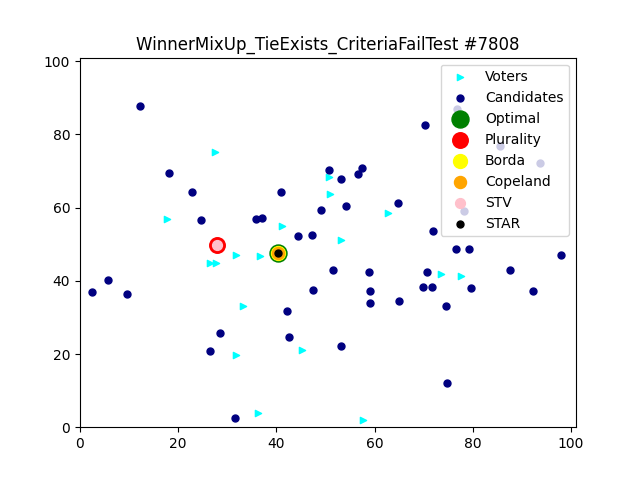 WinnerMixUp_TieExists_CriteriaFailTest #7808
100
80
60
40
20
0
0
20
40
60
80
100
Voters
Candidates
Optimal
Plurality
Borda
Copeland
STV
STAR